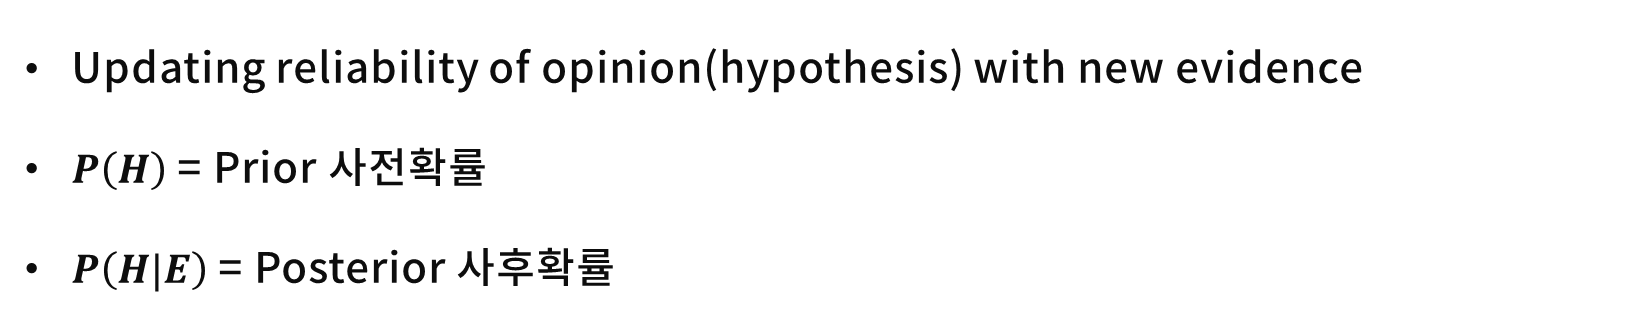 • Updating reliability of opinion(hypothesis) with new evidence
• P(H) = Prior 사전확률
• P(H|E) = Posterior 사후확률